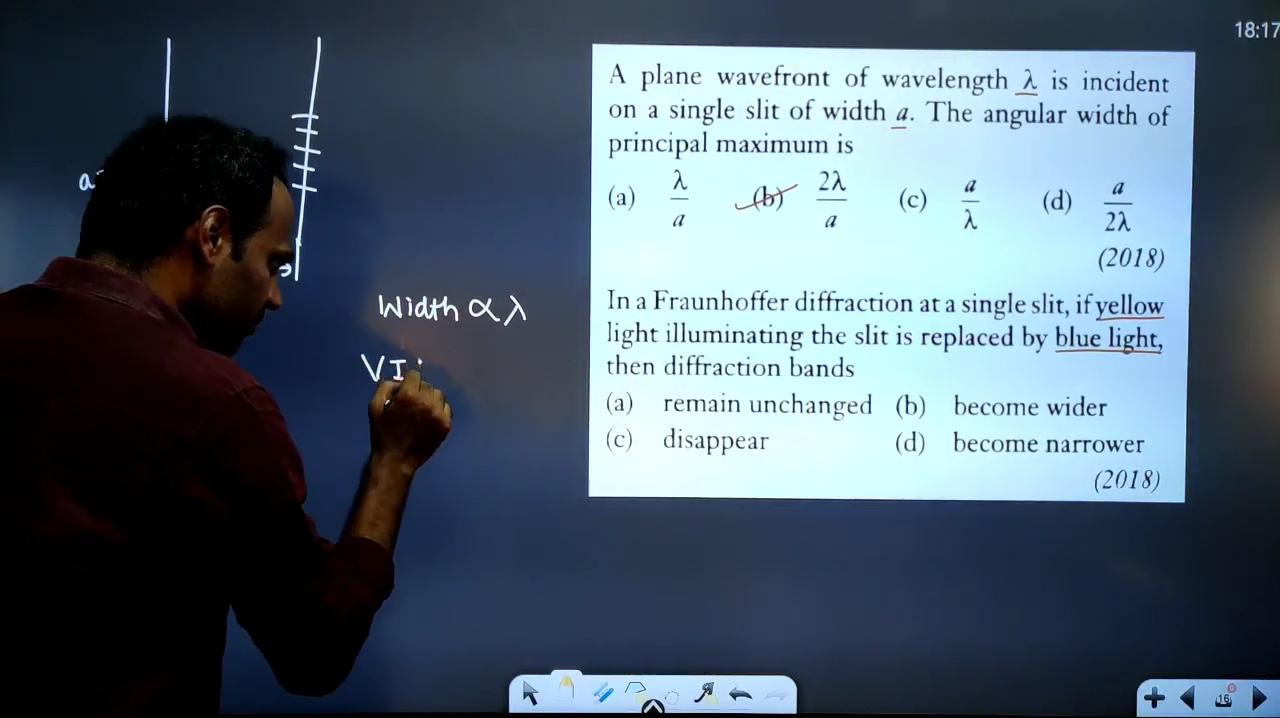 18:17
A plane wavefront of wavelength λ is incident
on a single slit of width a. The angular width of
principal maximum is
(a) λ/a (b) 2λ/a (c) a/λ (d) a/2λ
(2018)
In a Fraunhoffer diffraction at a single slit, if yellow
light illuminating the slit is replaced by blue light,
then diffraction bands
(a) remain unchanged (b) become wider
(c) disappear (d) become narrower
(2018)
a
Width ∝ λ
VI
16